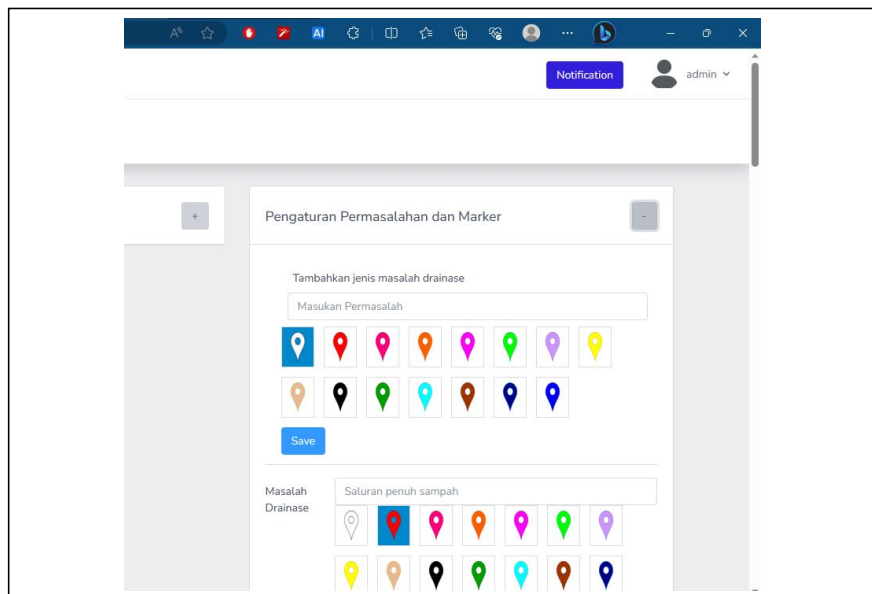 AI
Notification
admin
+
Pengaturan Permasalahan dan Marker
-
Tambahkan jenis masalah drainase
Masukan Permasalah
Save
Masalah
Drainase
Saluran penuh sampah